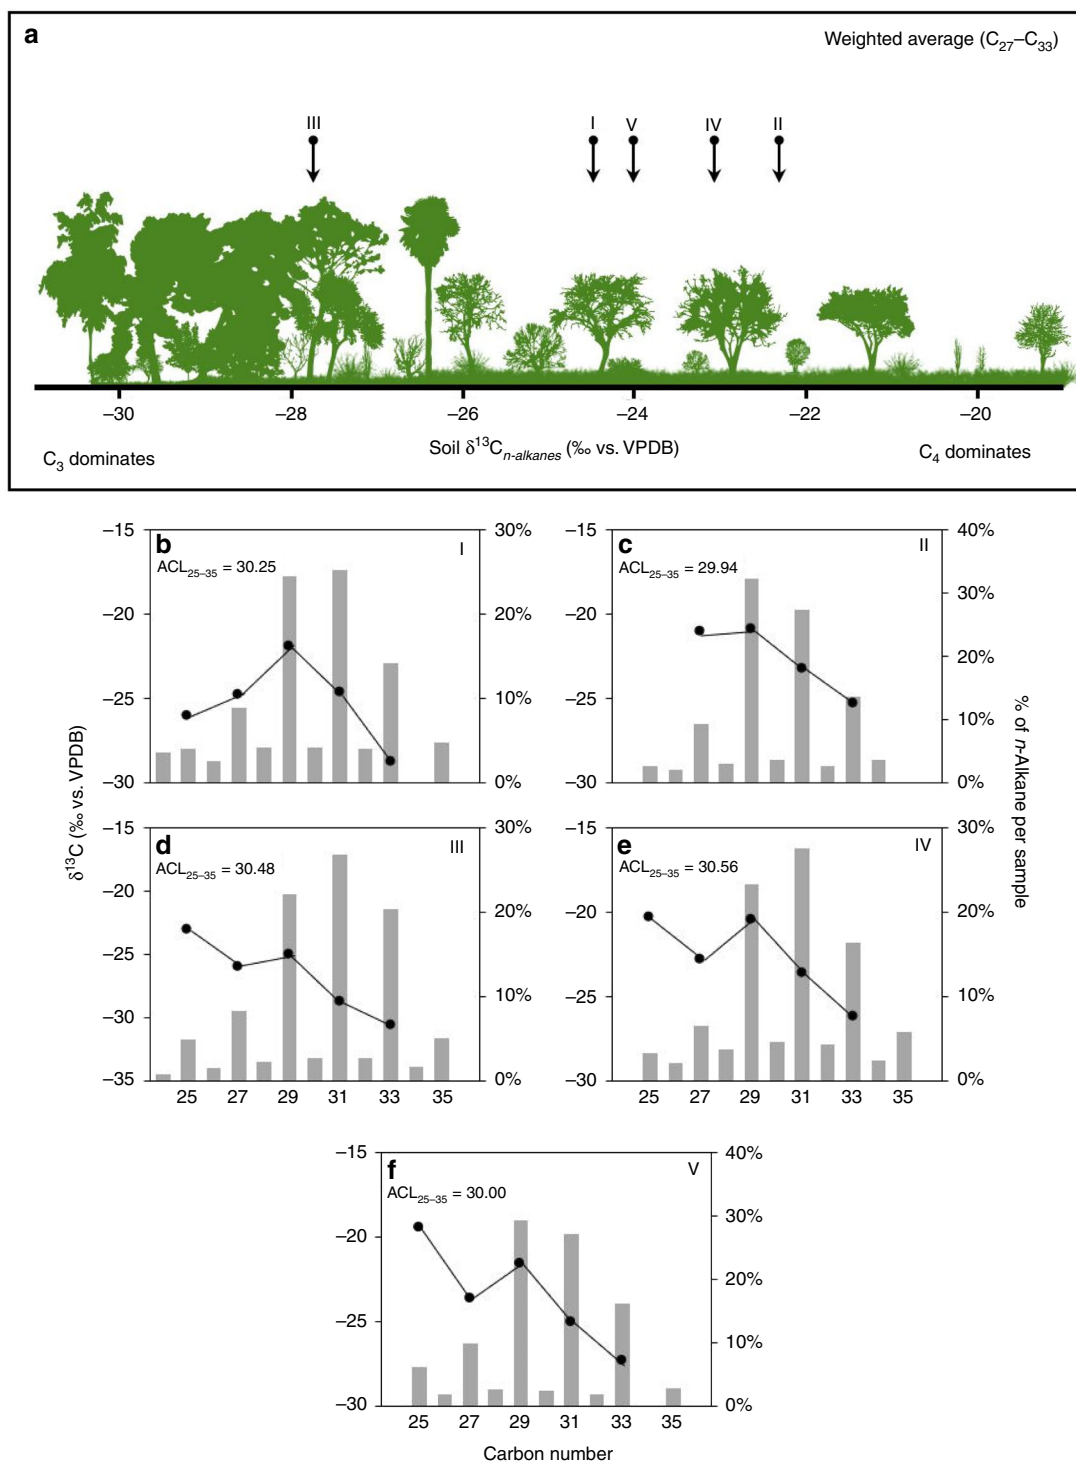 a
Weighted average (C27–C33)
III I V IV II
–30 –28 –26 –24 –22 –20
C3 dominates
Soil δ13Cn-alkanes (‰ vs. VPDB)
C4 dominates
b
I
ACL25–35 = 30.25
–15
–20
–25
–30
30%
20%
10%
0%
c
II
ACL25–35 = 29.94
–15
–20
–25
–30
40%
30%
20%
10%
0%
δ13C (‰ vs. VPDB)
% of n-Alkane per sample
d
III
ACL25–35 = 30.48
–15
–20
–25
–30
–35
30%
20%
10%
0%
25 27 29 31 33 35
e
IV
ACL25–35 = 30.56
–15
–20
–25
–30
30%
20%
10%
0%
25 27 29 31 33 35
f
V
ACL25–35 = 30.00
–15
–20
–25
–30
40%
30%
20%
10%
0%
25 27 29 31 33 35
Carbon number